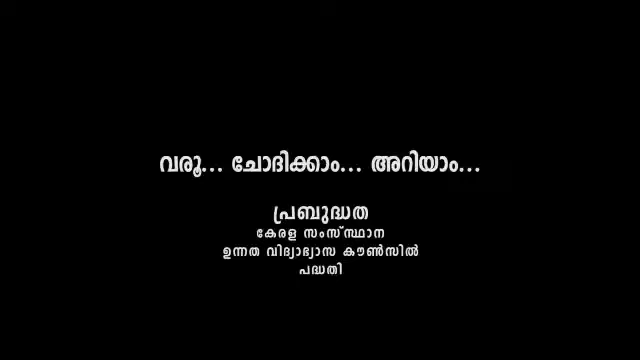 വരൂ... ചോദിക്കാം... അറിയാം...
പ്രബുദ്ധത
കേരള സംസ്ഥാന
ഉന്നത വിദ്യാഭ്യാസ കൗൺസിൽ
പദ്ധതി